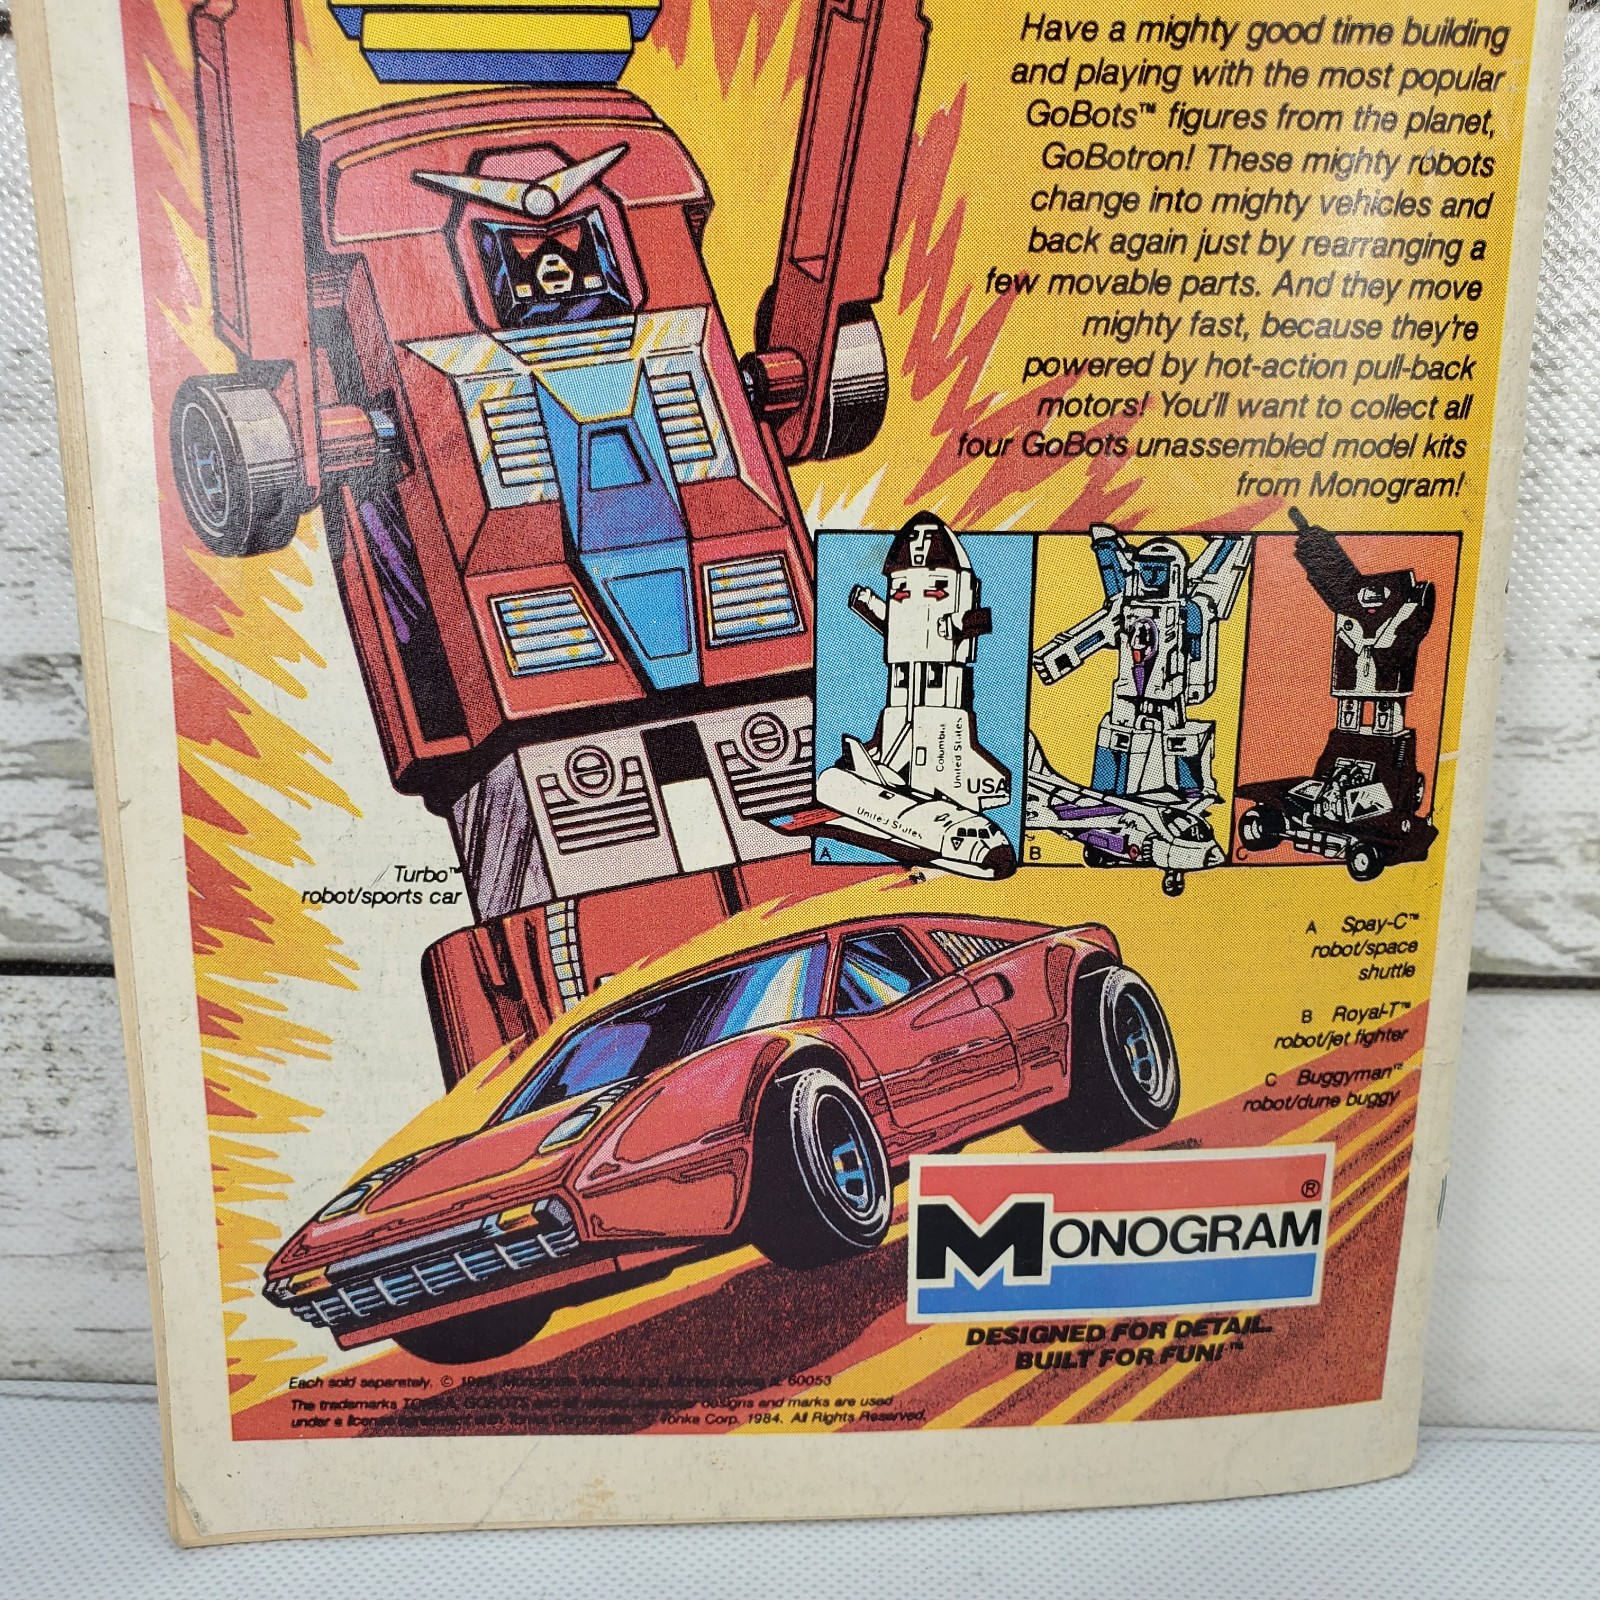 Have a mighty good time building
and playing with the most popular
GoBots™ figures from the planet,
GoBotron! These mighty robots
change into mighty vehicles and
back again just by rearranging a
few movable parts. And they move
mighty fast, because they're
powered by hot-action pull-back
motors! You'll want to collect all
four GoBots unassembled model kits
from Monogram!
Columbia
United States
USA
United States
A
B
C
Turbo™
robot/sports car
A Spay-C™
robot/space
shuttle
B Royal-T™
robot/jet fighter
C Buggyman™
robot/dune buggy
MONOGRAM®
DESIGNED FOR DETAIL.
BUILT FOR FUN!™
Each sold separately. © Monogram Models, Inc. 60053
The trademarks designs and marks are used
under a license Tonka Corp. 1984. All Rights Reserved.